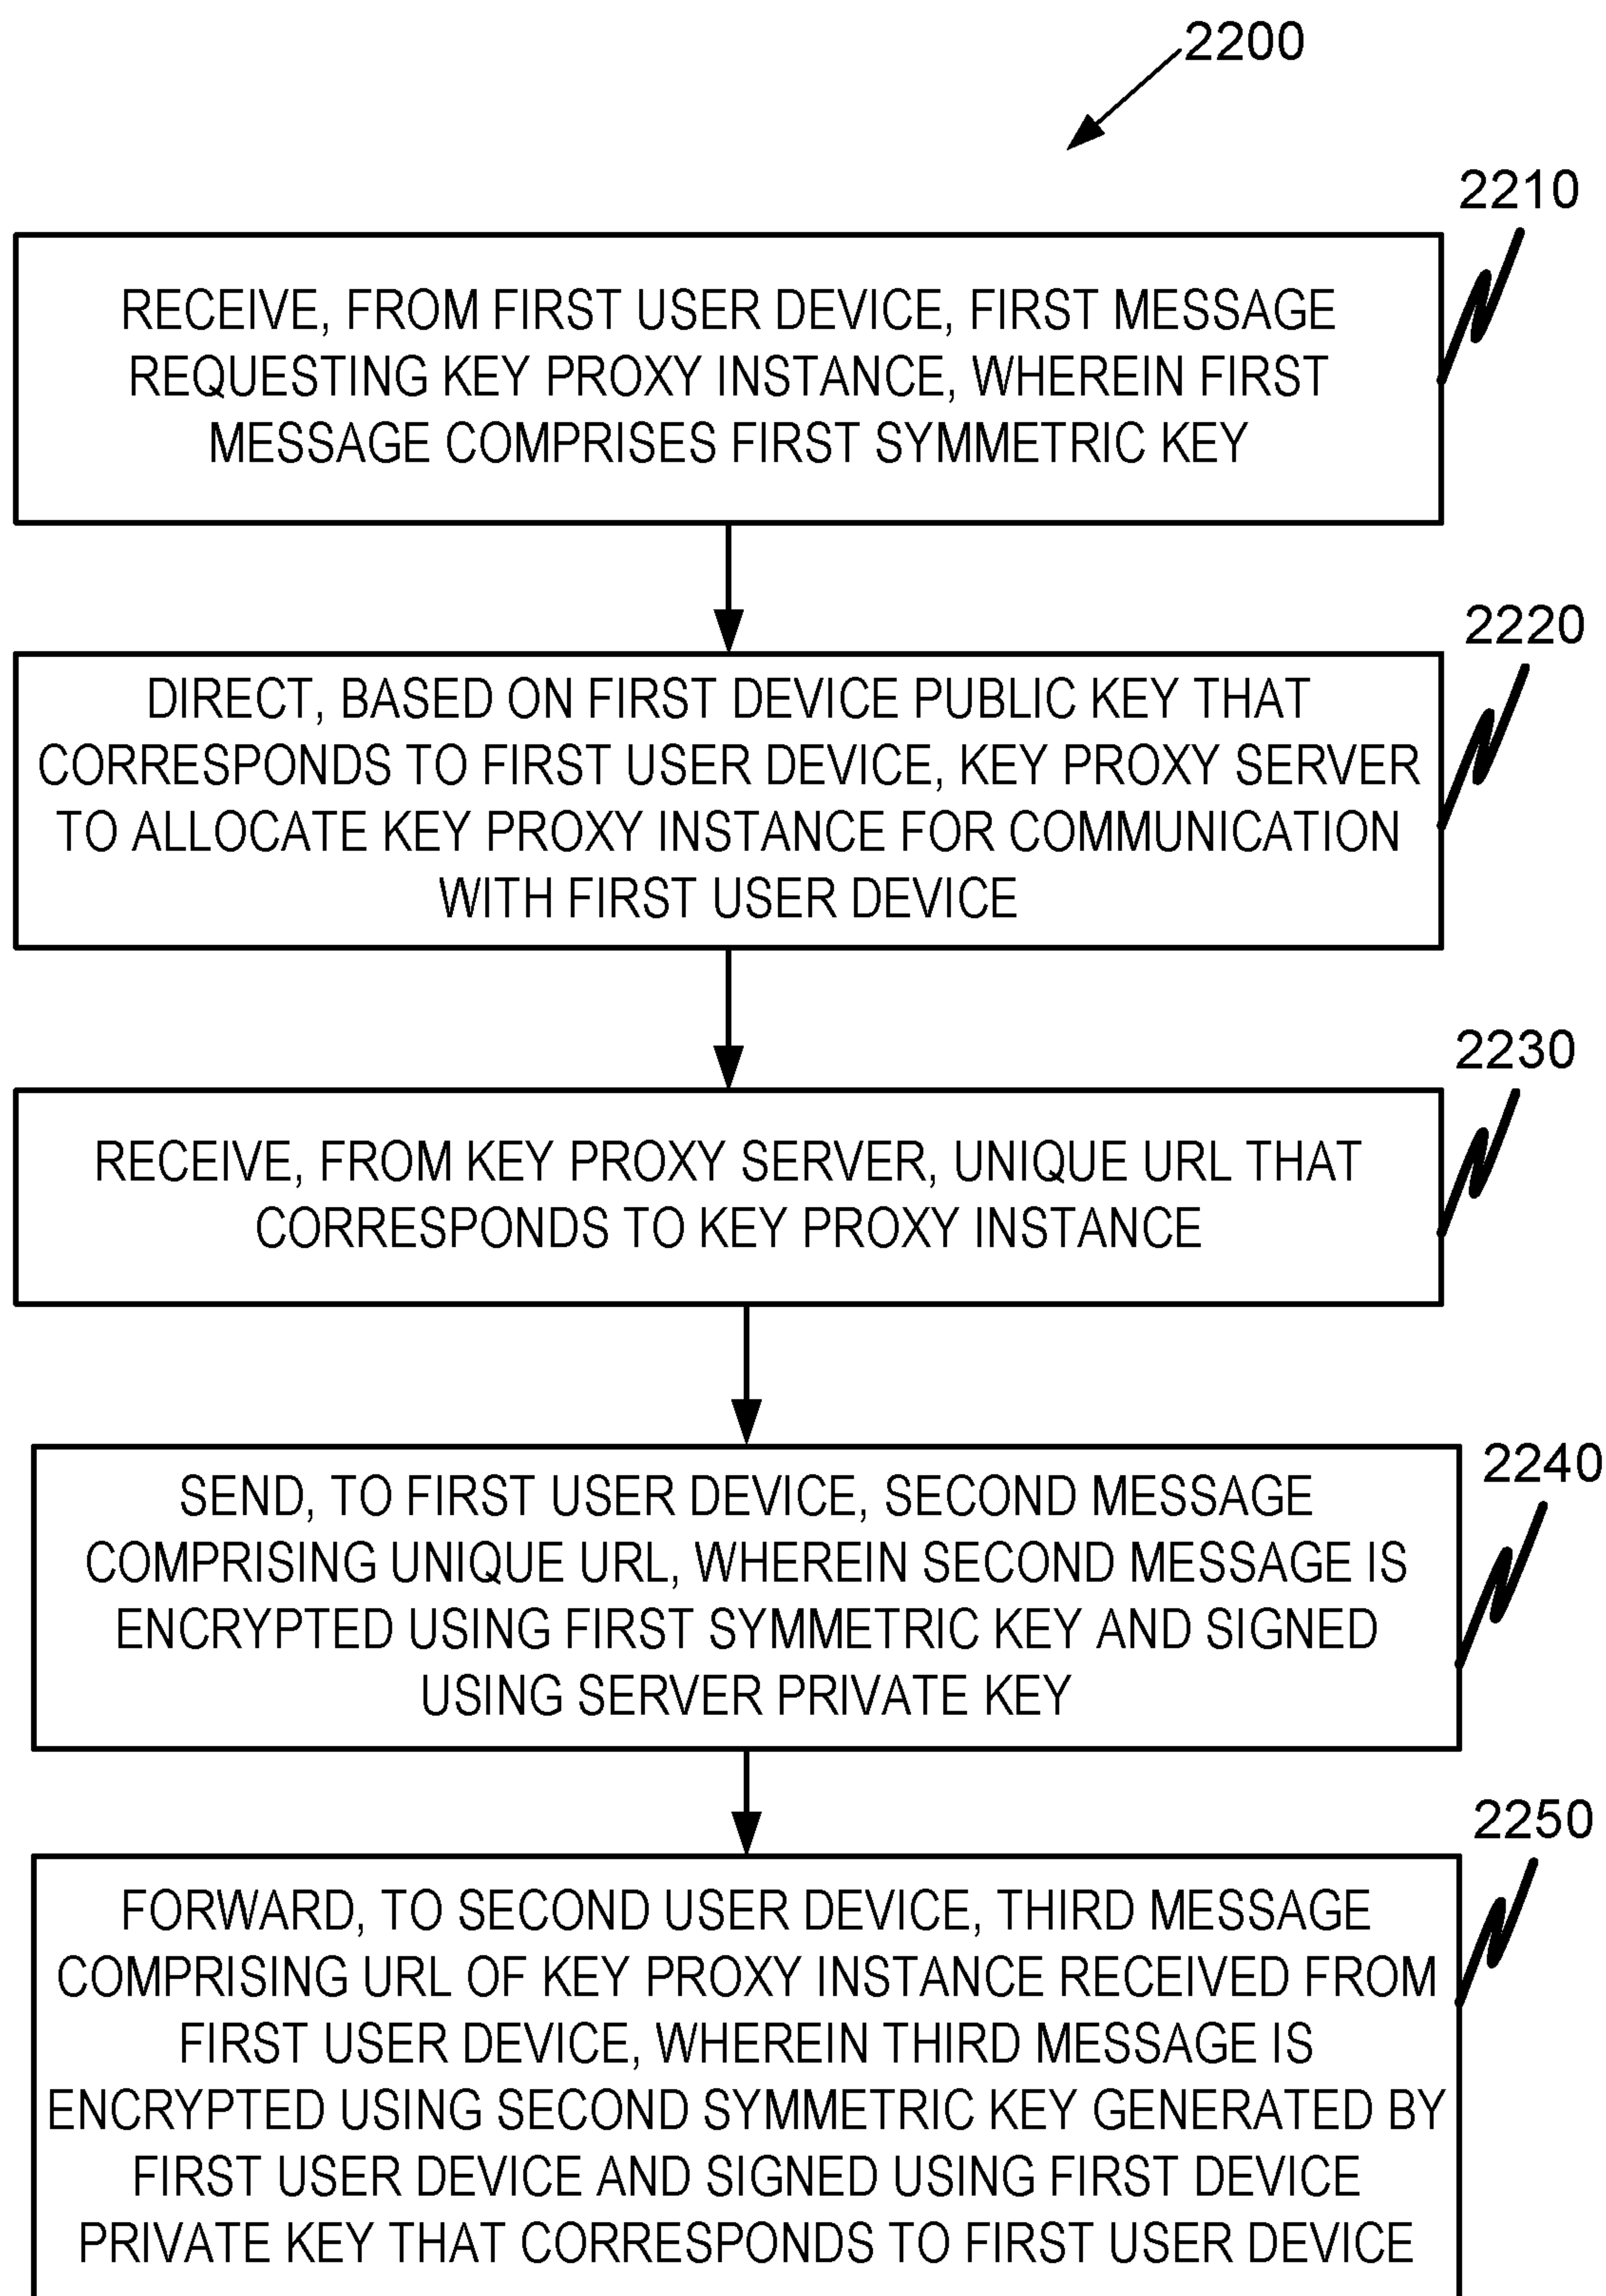 2200
2210
RECEIVE, FROM FIRST USER DEVICE, FIRST MESSAGE
REQUESTING KEY PROXY INSTANCE, WHEREIN FIRST
MESSAGE COMPRISES FIRST SYMMETRIC KEY
2220
DIRECT, BASED ON FIRST DEVICE PUBLIC KEY THAT
CORRESPONDS TO FIRST USER DEVICE, KEY PROXY SERVER
TO ALLOCATE KEY PROXY INSTANCE FOR COMMUNICATION
WITH FIRST USER DEVICE
2230
RECEIVE, FROM KEY PROXY SERVER, UNIQUE URL THAT
CORRESPONDS TO KEY PROXY INSTANCE
2240
SEND, TO FIRST USER DEVICE, SECOND MESSAGE
COMPRISING UNIQUE URL, WHEREIN SECOND MESSAGE IS
ENCRYPTED USING FIRST SYMMETRIC KEY AND SIGNED
USING SERVER PRIVATE KEY
2250
FORWARD, TO SECOND USER DEVICE, THIRD MESSAGE
COMPRISING URL OF KEY PROXY INSTANCE RECEIVED FROM
FIRST USER DEVICE, WHEREIN THIRD MESSAGE IS
ENCRYPTED USING SECOND SYMMETRIC KEY GENERATED BY
FIRST USER DEVICE AND SIGNED USING FIRST DEVICE
PRIVATE KEY THAT CORRESPONDS TO FIRST USER DEVICE